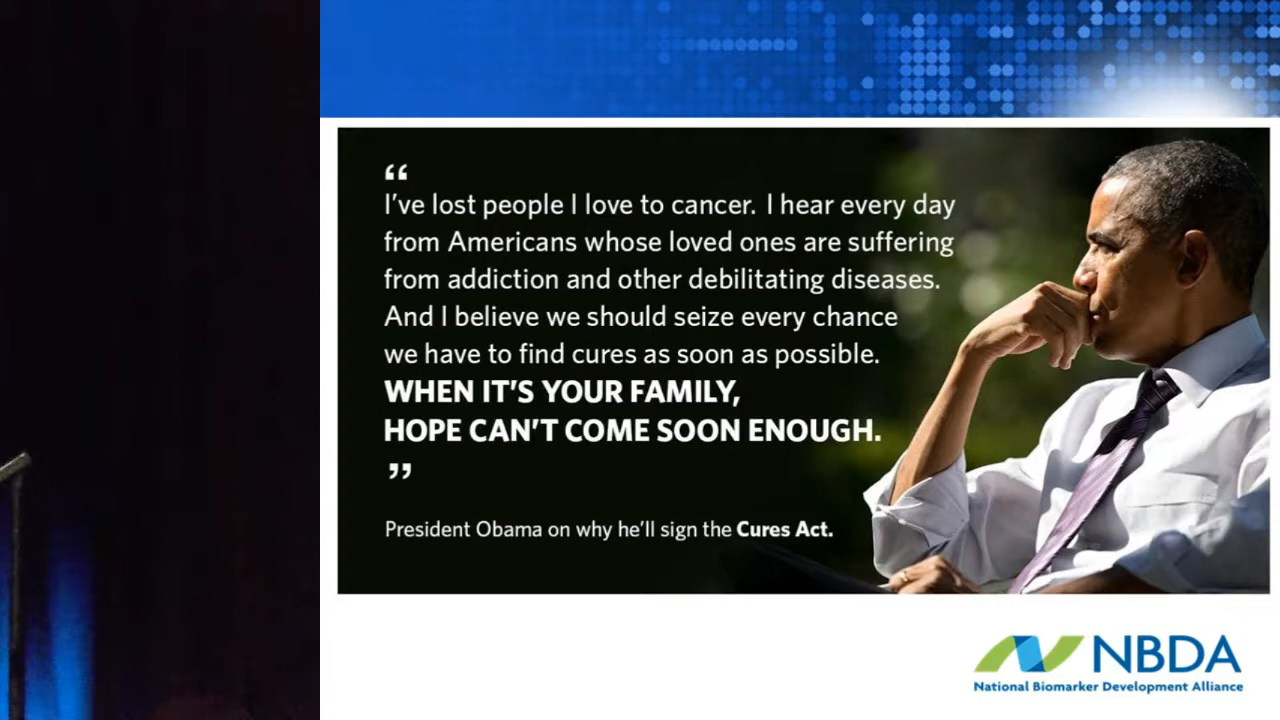 “
I’ve lost people I love to cancer. I hear every day
from Americans whose loved ones are suffering
from addiction and other debilitating diseases.
And I believe we should seize every chance
we have to find cures as soon as possible.
WHEN IT’S YOUR FAMILY,
HOPE CAN’T COME SOON ENOUGH.
”
President Obama on why he’ll sign the Cures Act.
NBDA
National Biomarker Development Alliance